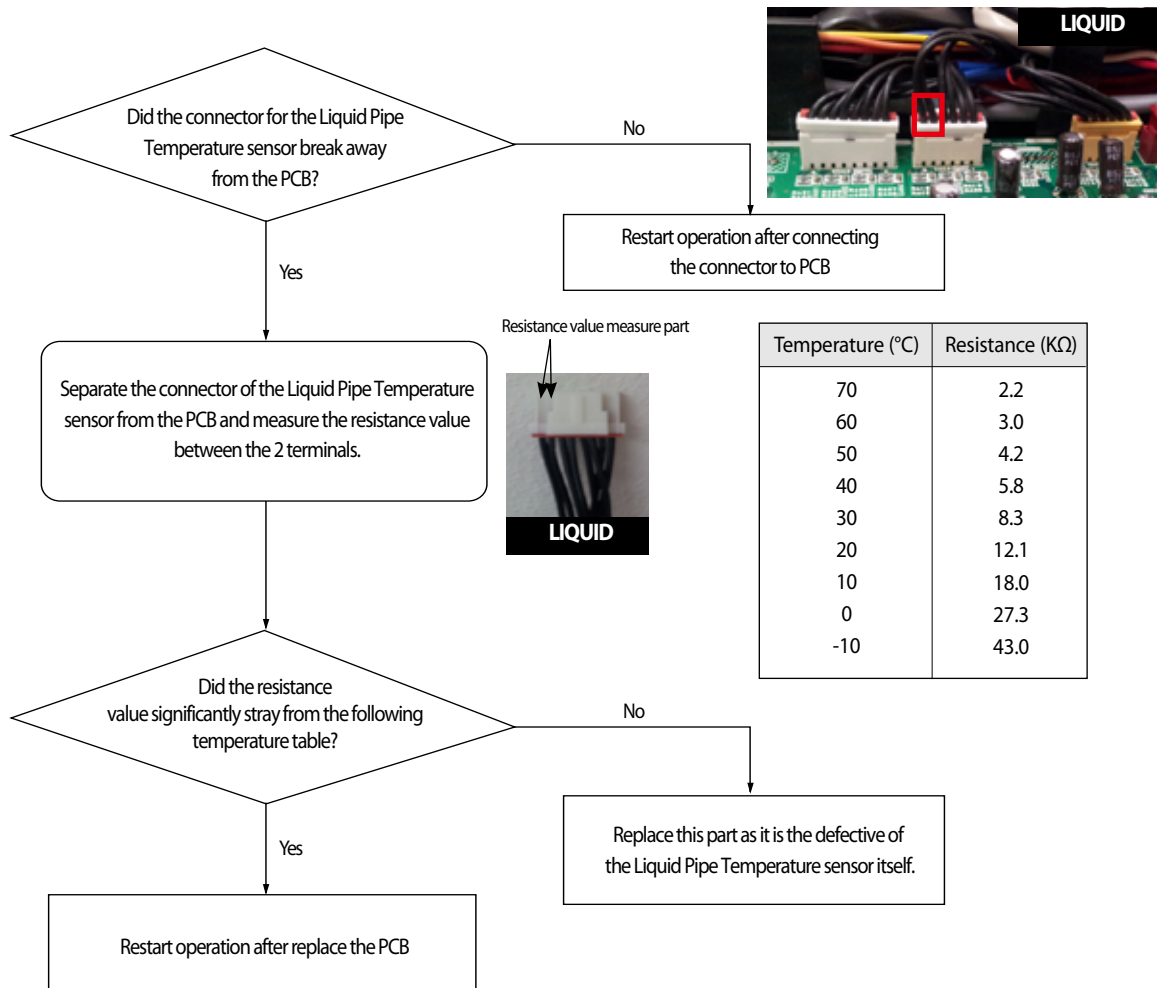 LIQUID
Did the connector for the Liquid Pipe
Temperature sensor break away
from the PCB?
No
Restart operation after connecting
the connector to PCB
Yes
Resistance value measure part
Separate the connector of the Liquid Pipe Temperature
sensor from the PCB and measure the resistance value
between the 2 terminals.
LIQUID
Temperature (°C) Resistance (KΩ)
70 2.2
60 3.0
50 4.2
40 5.8
30 8.3
20 12.1
10 18.0
0 27.3
-10 43.0
Did the resistance
value significantly stray from the following
temperature table?
No
Replace this part as it is the defective of
the Liquid Pipe Temperature sensor itself.
Yes
Restart operation after replace the PCB